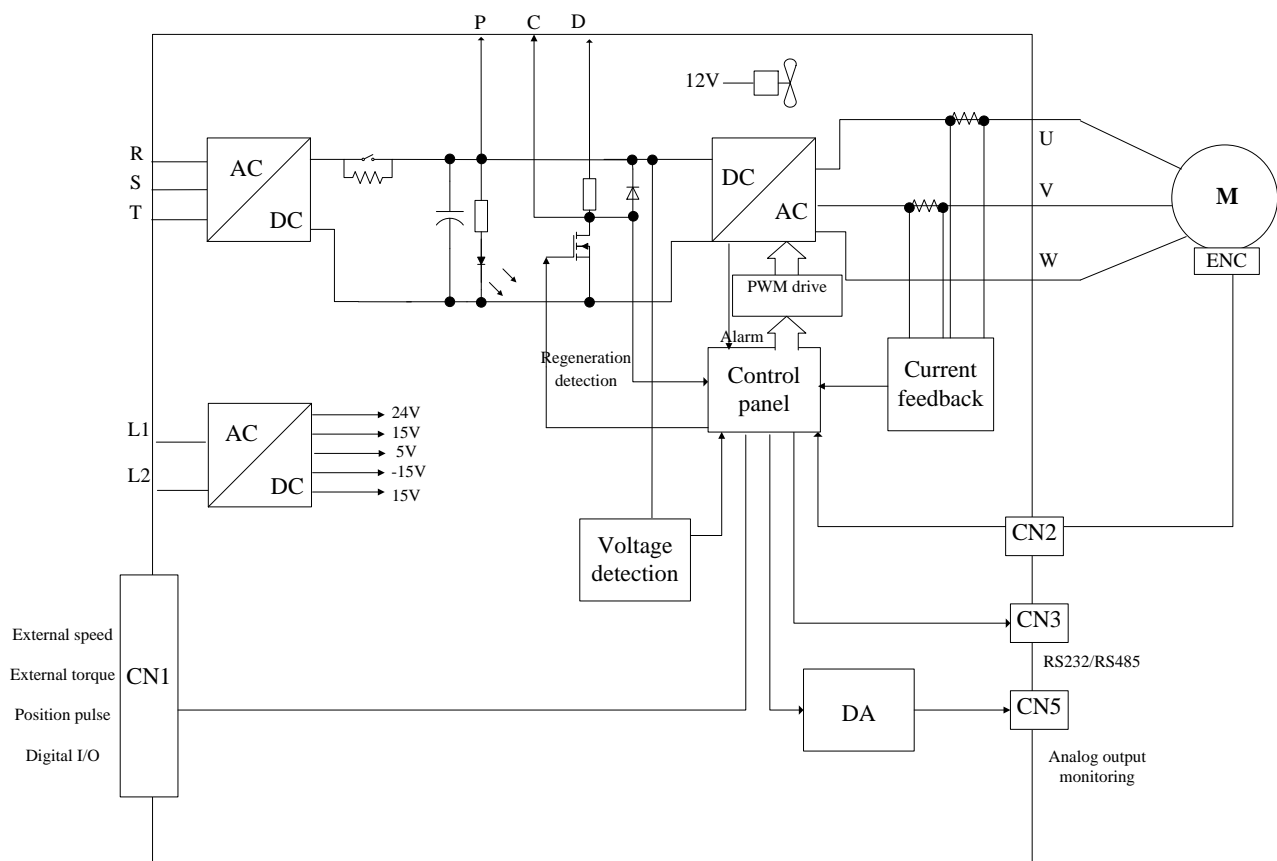 P
C
D
12V
R
S
T
AC
DC
DC
AC
U
V
W
M
ENC
PWM drive
Alarm
Regeneration
detection
Control
panel
Current
feedback
L1
L2
AC
DC
24V
15V
5V
-15V
15V
Voltage
detection
CN2
CN3
RS232/RS485
CN5
Analog output
monitoring
DA
External speed
External torque
Position pulse
Digital I/O
CN1